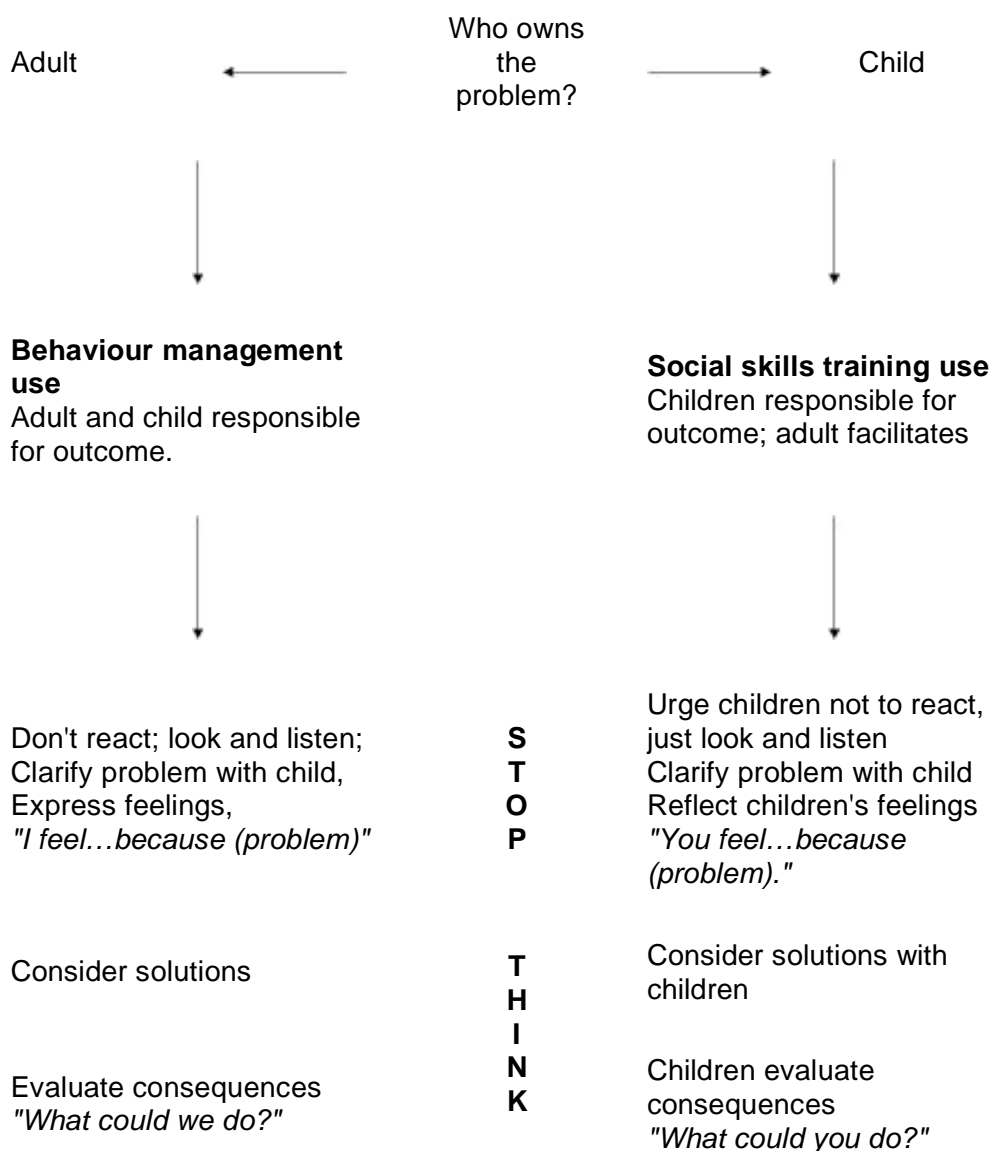 Who owns
the
problem?
Adult
Child
Behaviour management
use
Adult and child responsible
for outcome.
Social skills training use
Children responsible for
outcome; adult facilitates
Don't react; look and listen;
Clarify problem with child,
Express feelings,
"I feel…because (problem)"
S
T
O
P
Urge children not to react,
just look and listen
Clarify problem with child
Reflect children's feelings
"You feel…because
(problem)."
Consider solutions
T
H
I
N
K
Consider solutions with
children
Evaluate consequences
"What could we do?"
Children evaluate
consequences
"What could you do?"